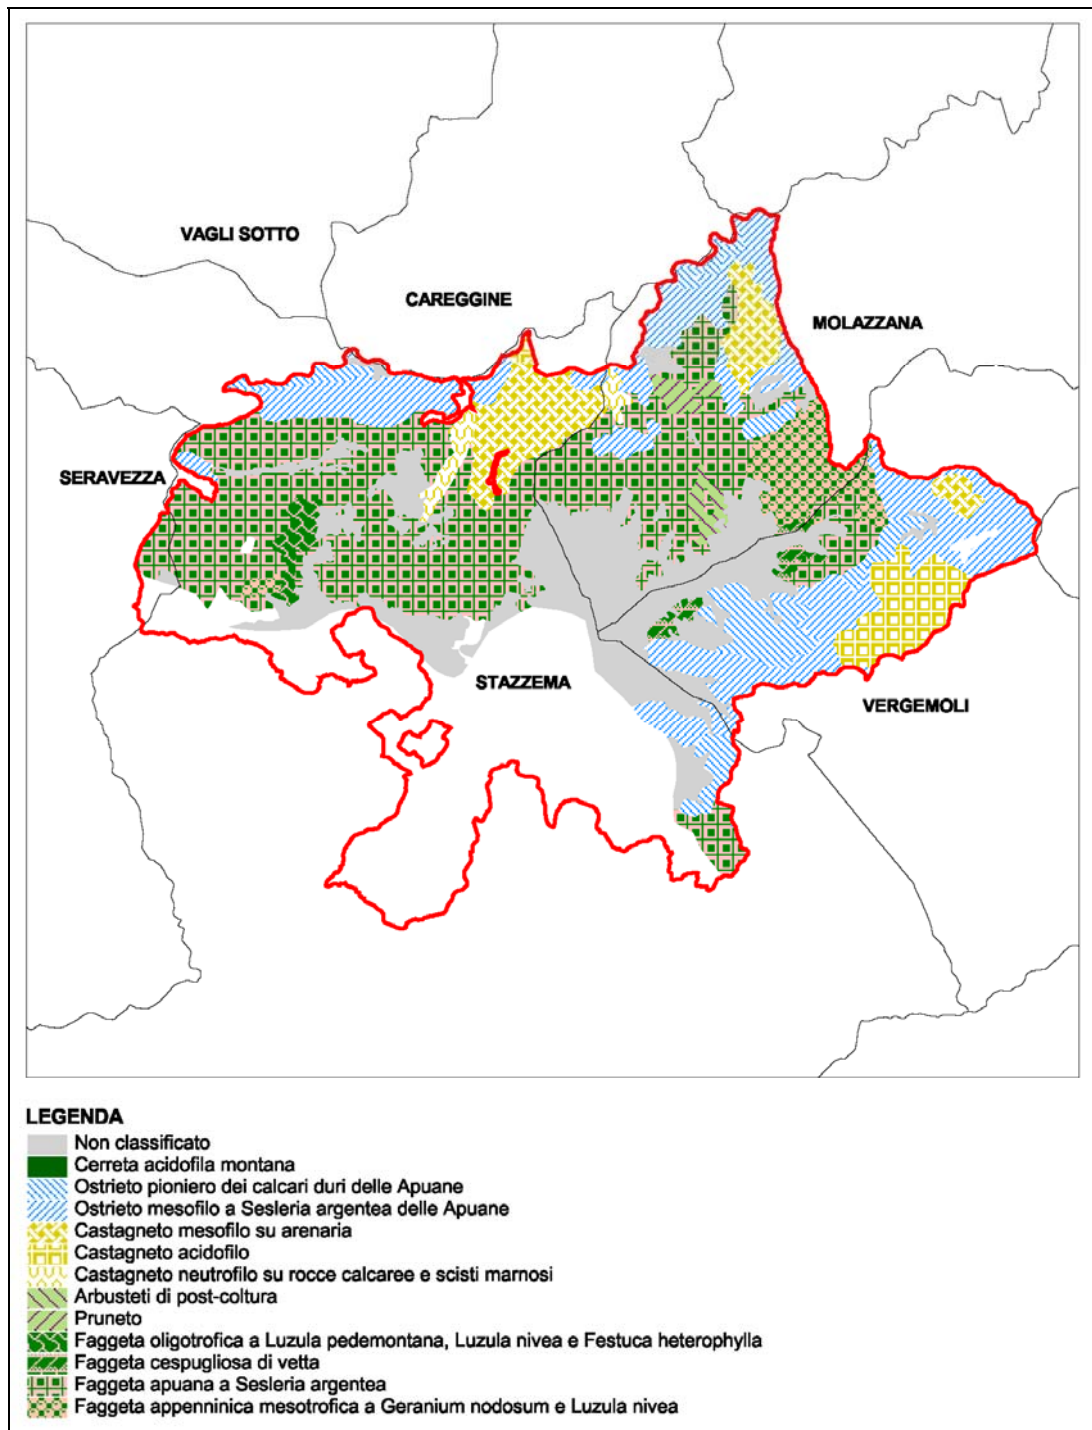 VAGLI SOTTO
CAREGGINE
MOLAZZANA
SERAVEZZA
STAZZEMA
VERGEMOLI
LEGENDA
Non classificato
Cerreta acidofila montana
Ostrieto pioniero dei calcari duri delle Apuane
Ostrieto mesofilo a Sesleria argentea delle Apuane
Castagneto mesofilo su arenaria
Castagneto acidofilo
Castagneto neutrofilo su rocce calcaree e scisti marnosi
Arbusteti di post-coltura
Pruneto
Faggeta oligotrofica a Luzula pedemontana, Luzula nivea e Festuca heterophylla
Faggeta cespugliosa di vetta
Faggeta apuana a Sesleria argentea
Faggeta appenninica mesotrofica a Geranium nodosum e Luzula nivea